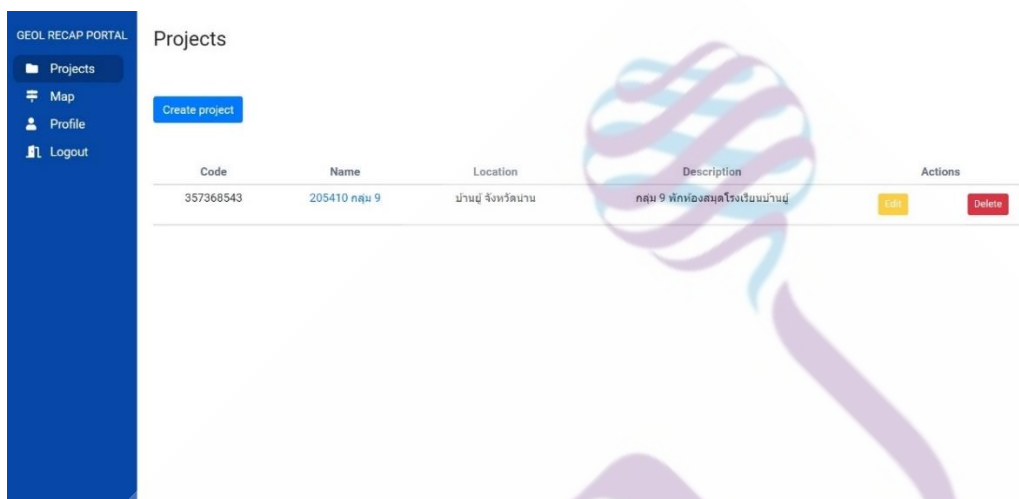 GEOL RECAP PORTAL
Projects
Map
Profile
Logout
Projects
Create project
Code Name Location Description Actions
357368543 205410 กลุ่ม 9 บ้านยู้ จังหวัดน่าน กลุ่ม 9 พักห้องสมุดโรงเรียนบ้านยู้ Edit Delete